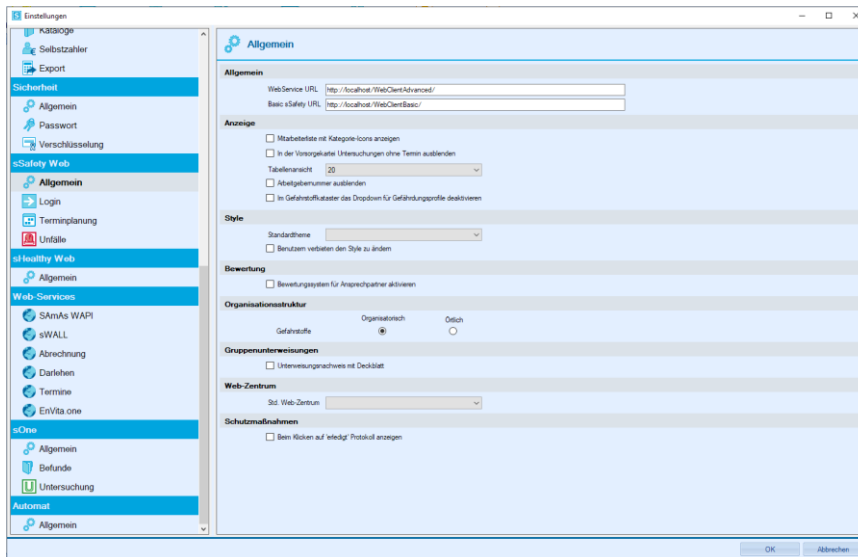 Einstellungen
Kataloge
Selbstzahler
Export
Sicherheit
Allgemein
Passwort
Verschlüsselung
sSafety Web
Allgemein
Login
Terminplanung
Unfälle
sHealthy Web
Allgemein
Web-Services
SAmAs WAPI
sWALL
Abrechnung
Darlehen
Termine
EnVita.one
sOne
Allgemein
Befunde
Untersuchung
Automat
Allgemein
Allgemein
Allgemein
WebService URL http://localhost/WebClientAdvanced/
Basic sSafety URL http://localhost/WebClientBasic/
Anzeige
Mitarbeiterliste mit Kategorie-Icons anzeigen
In der Vorsorgekartei Untersuchungen ohne Termin ausblenden
Tabellenansicht 20
Arbeitgebernummer ausblenden
Im Gefahrstoffkataster das Dropdown für Gefährdungsprofile deaktivieren
Style
Standardtheme
Benutzern verbieten den Style zu ändern
Bewertung
Bewertungssystem für Ansprechpartner aktivieren
Organisationsstruktur
Organisatorisch Örtlich
Gefahrstoffe
Gruppenunterweisungen
Unterweisungsnachweis mit Deckblatt
Web-Zentrum
Std. Web-Zentrum
Schutzmaßnahmen
Beim Klicken auf 'erledigt' Protokoll anzeigen
OK Abbrechen